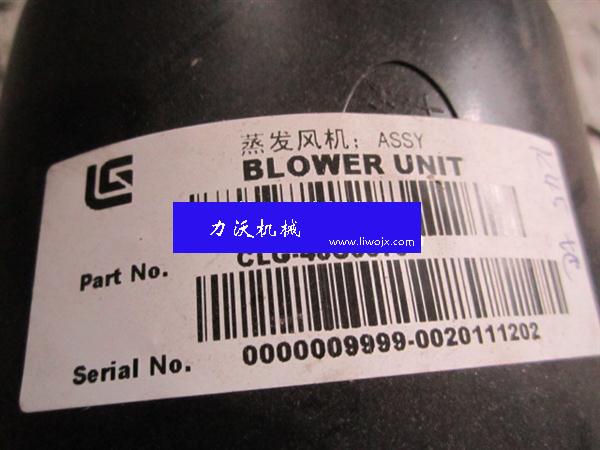 蒸发风机：ASSY
BLOWER UNIT
力沃机械
www.liwojx.com
Part No.
Serial No.
0000009999-0020111202